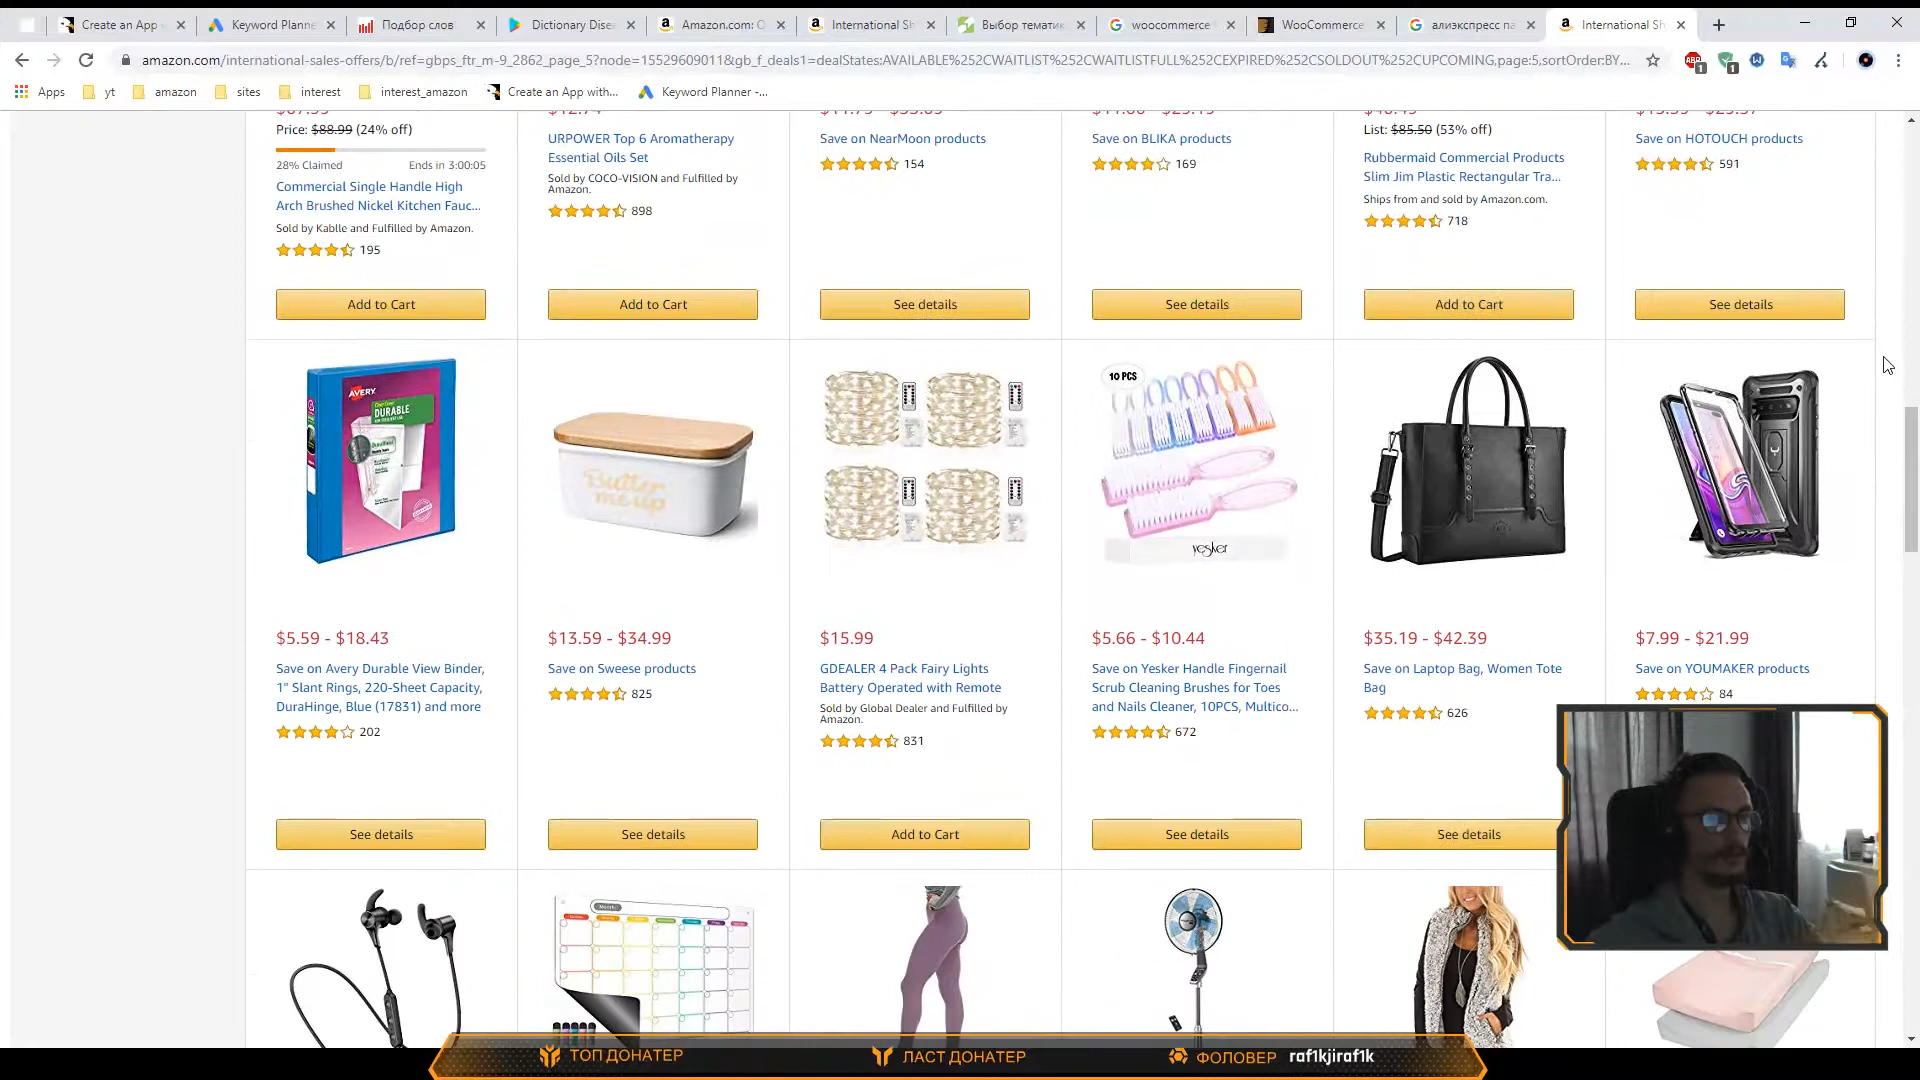 Create an App w
Keyword Planne
Подбор слов
Dictionary Dise
Amazon.com: O
International Sh
Выбор тематик
woocommerce
WooCommerce
алиэкспресс па
International Sh
amazon.com/international-sales-offers/b/ref=gbps_ftr_m-9_2862_page_5?node=15529609011&gb_f_deals1=dealStates:AVAILABLE%252CWAITLIST%252CWAITLISTFULL%252CEXPIRED%252CSOLDOUT%252CUPCOMING,page:5,sortOrder:BY...
Apps
yt
amazon
sites
interest
interest_amazon
Create an App with...
Keyword Planner -...
Price: $88.99 (24% off)
28% Claimed
Ends in 3:00:05
Commercial Single Handle High
Arch Brushed Nickel Kitchen Fauc...
Sold by Kablle and Fulfilled by Amazon.
195
Add to Cart
URPOWER Top 6 Aromatherapy
Essential Oils Set
Sold by COCO-VISION and Fulfilled by
Amazon.
898
Add to Cart
Save on NearMoon products
154
See details
Save on BLIKA products
169
See details
List: $85.50 (53% off)
Rubbermaid Commercial Products
Slim Jim Plastic Rectangular Tra...
Ships from and sold by Amazon.com.
718
Add to Cart
Save on HOTOUCH products
591
See details
AVERY
DURABLE
Butter
me up
10 PCS
yesker
$5.59 - $18.43
Save on Avery Durable View Binder,
1" Slant Rings, 220-Sheet Capacity,
DuraHinge, Blue (17831) and more
202
See details
$13.59 - $34.99
Save on Sweese products
825
See details
$15.99
GDEALER 4 Pack Fairy Lights
Battery Operated with Remote
Sold by Global Dealer and Fulfilled by
Amazon.
831
Add to Cart
$5.66 - $10.44
Save on Yesker Handle Fingernail
Scrub Cleaning Brushes for Toes
and Nails Cleaner, 10PCS, Multico...
672
See details
$35.19 - $42.39
Save on Laptop Bag, Women Tote
Bag
626
See details
$7.99 - $21.99
Save on YOUMAKER products
84
ТОП ДОНАТЕР
ЛАСТ ДОНАТЕР
ФОЛОВЕР raf1kjiraf1k